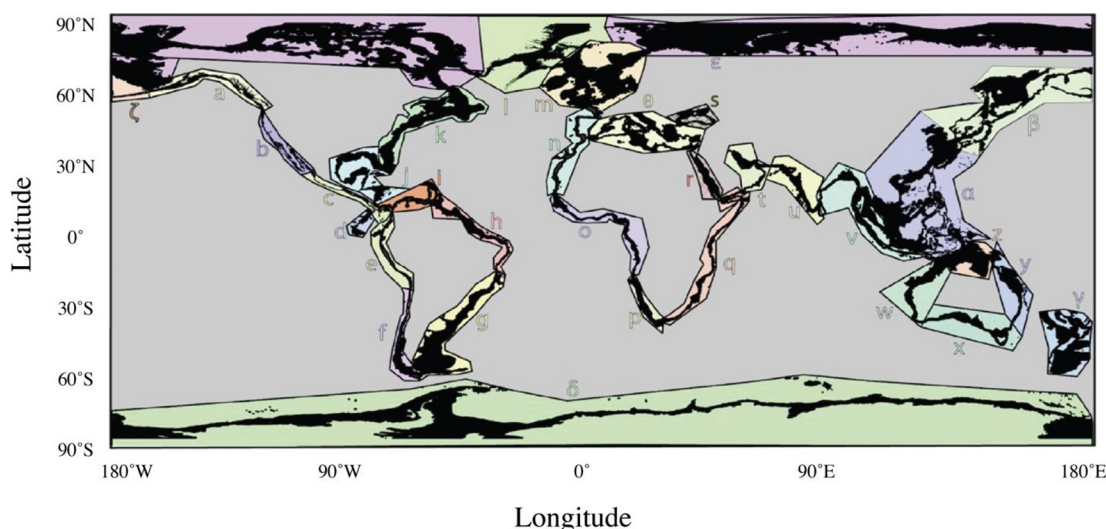 90°N
60°N
30°N
0°
30°S
60°S
90°S
Latitude
ε
ζ
a
k
l
m
θ
s
β
b
n
c
j
i
r
t
u
α
d
h
o
v
e
q
z
y
f
g
p
w
x
γ
δ
180°W
90°W
0°
90°E
180°E
Longitude